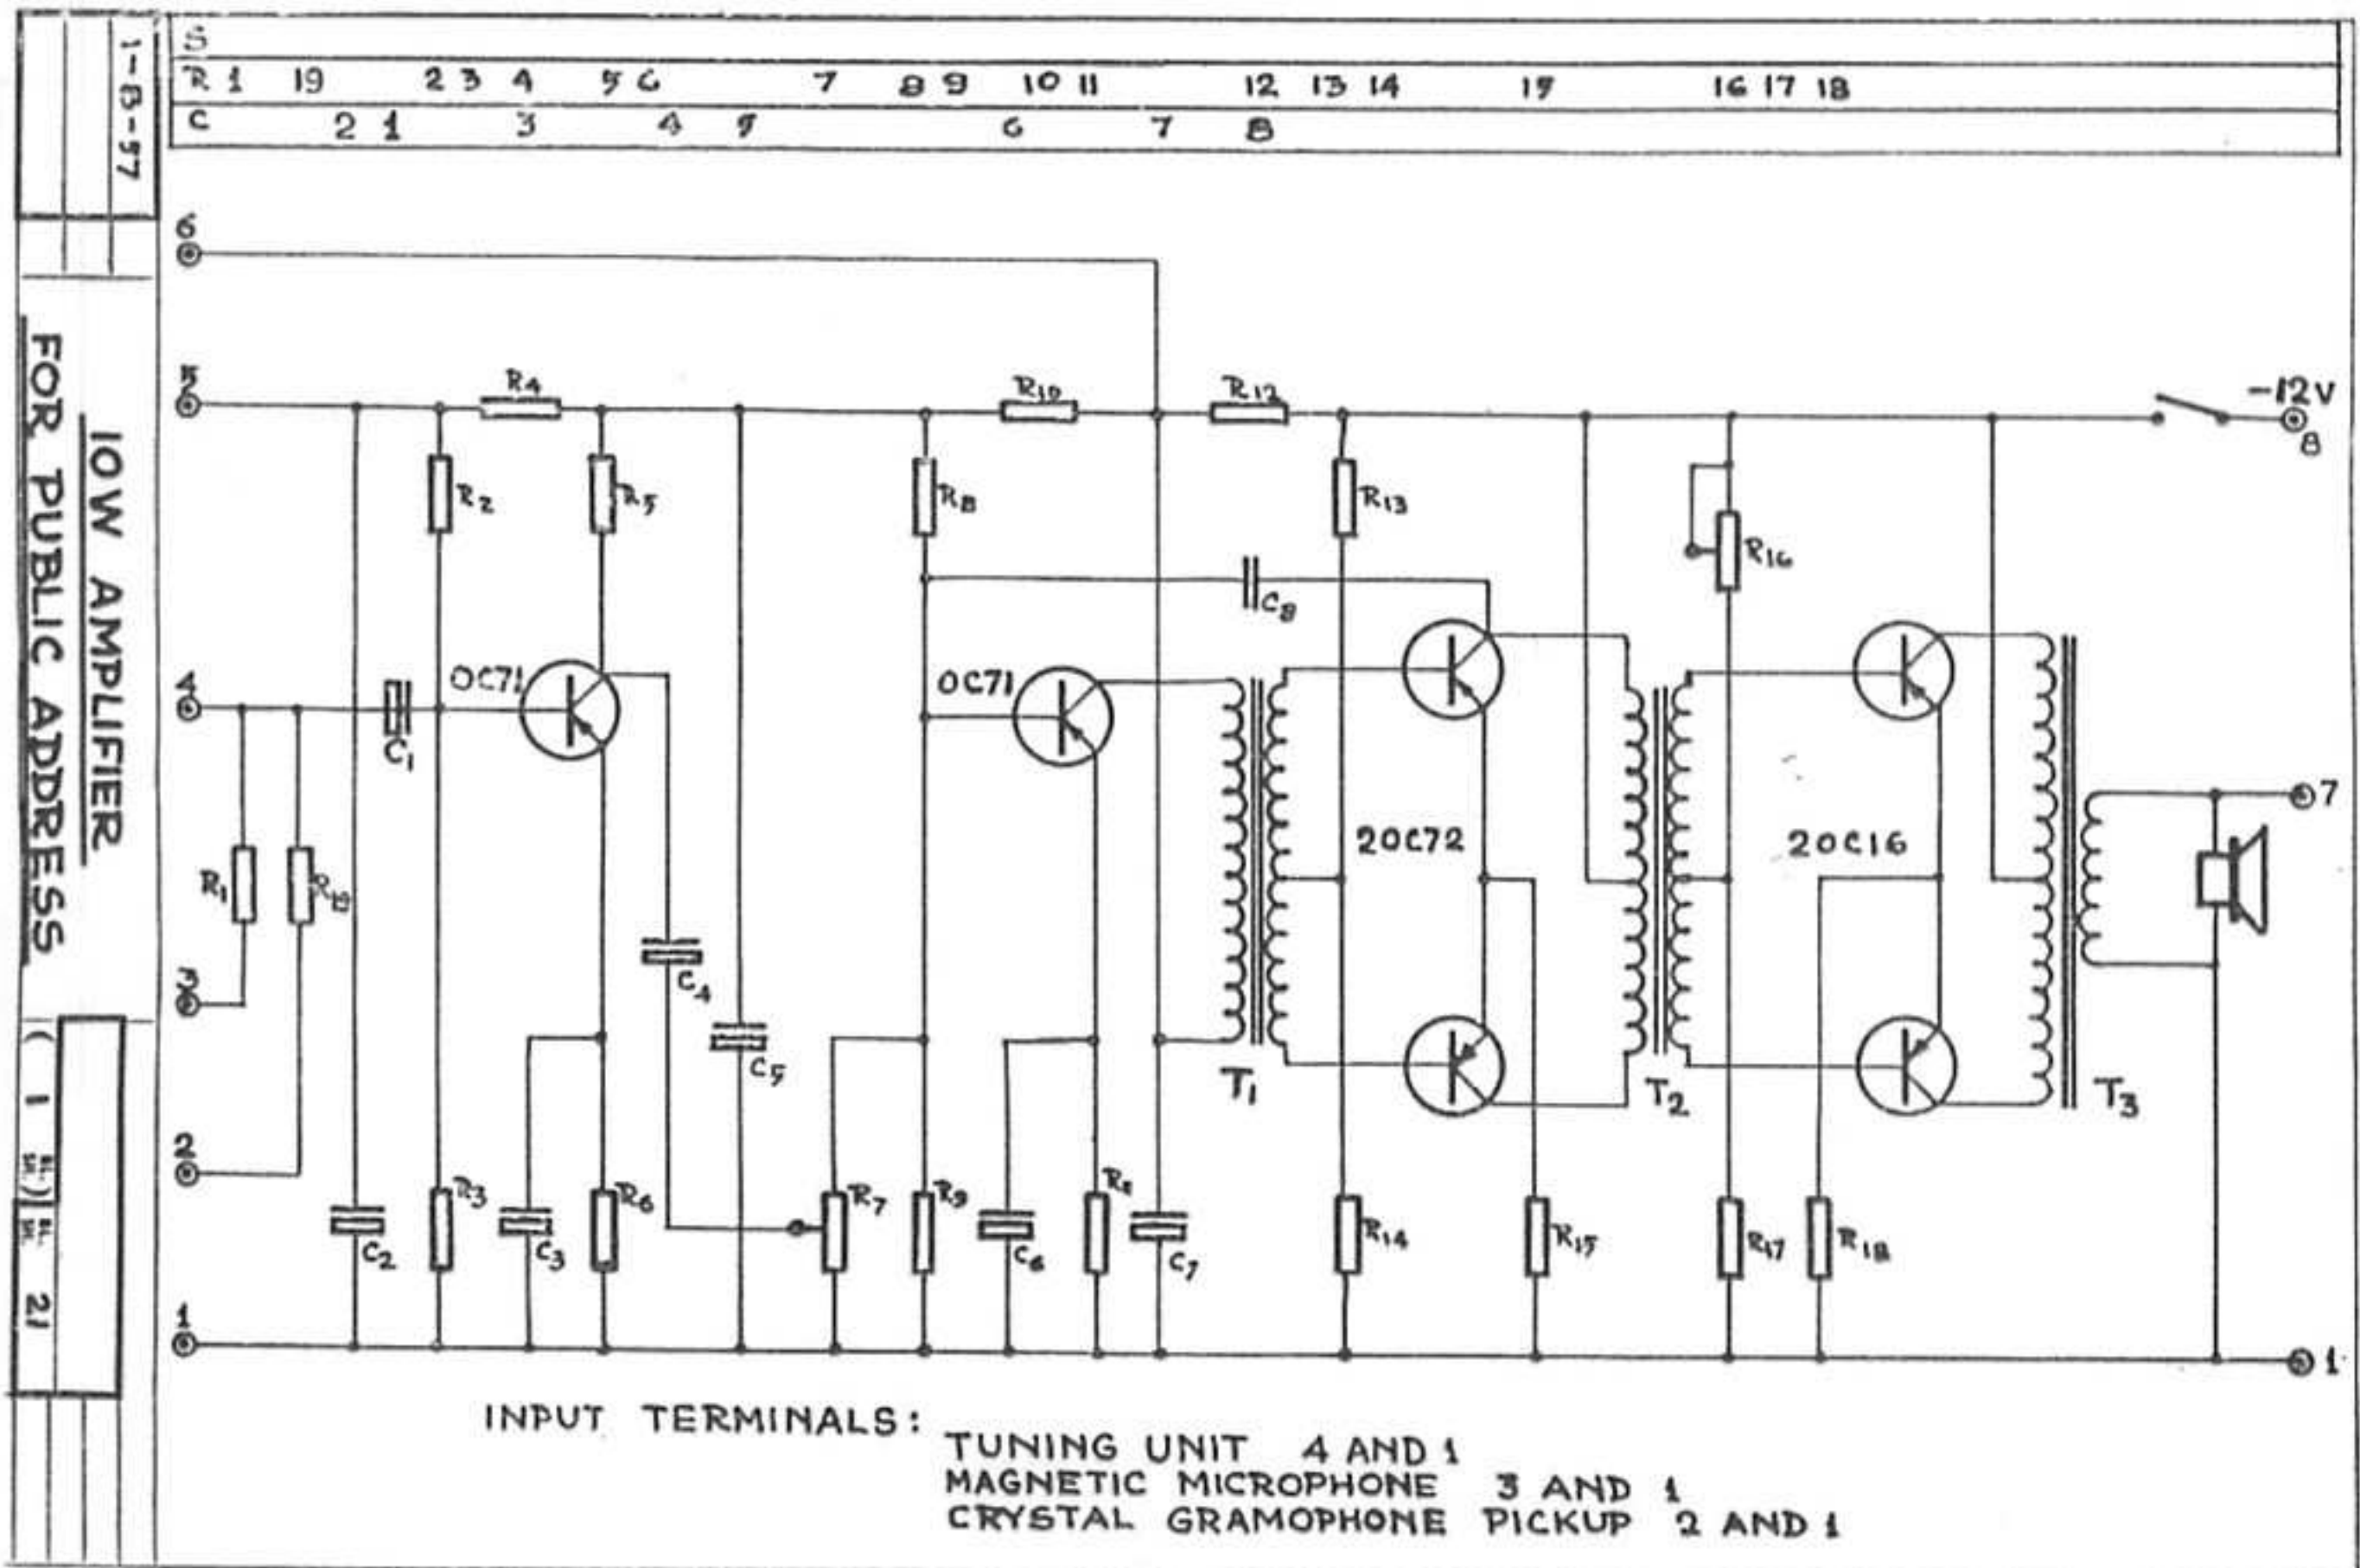 S
R 1 19 2 3 4 5 6 7 8 9 10 11 12 13 14 15 16 17 18
C 2 1 3 4 5 6 7 8
1-8-57
10W AMPLIFIER
FOR PUBLIC ADDRESS
( 1
21
6
5
4
3
2
1
R4
R10
R12
-12V
8
R2
R5
R8
R13
R16
C8
OC71
OC71
C1
2OC72
2OC16
7
R1
R19
C4
C5
T1
T2
T3
R3
R6
R7
R9
C2
C3
C6
C7
R14
R15
R17
R18
1
INPUT TERMINALS:
TUNING UNIT 4 AND 1
MAGNETIC MICROPHONE 3 AND 1
CRYSTAL GRAMOPHONE PICKUP 2 AND 1